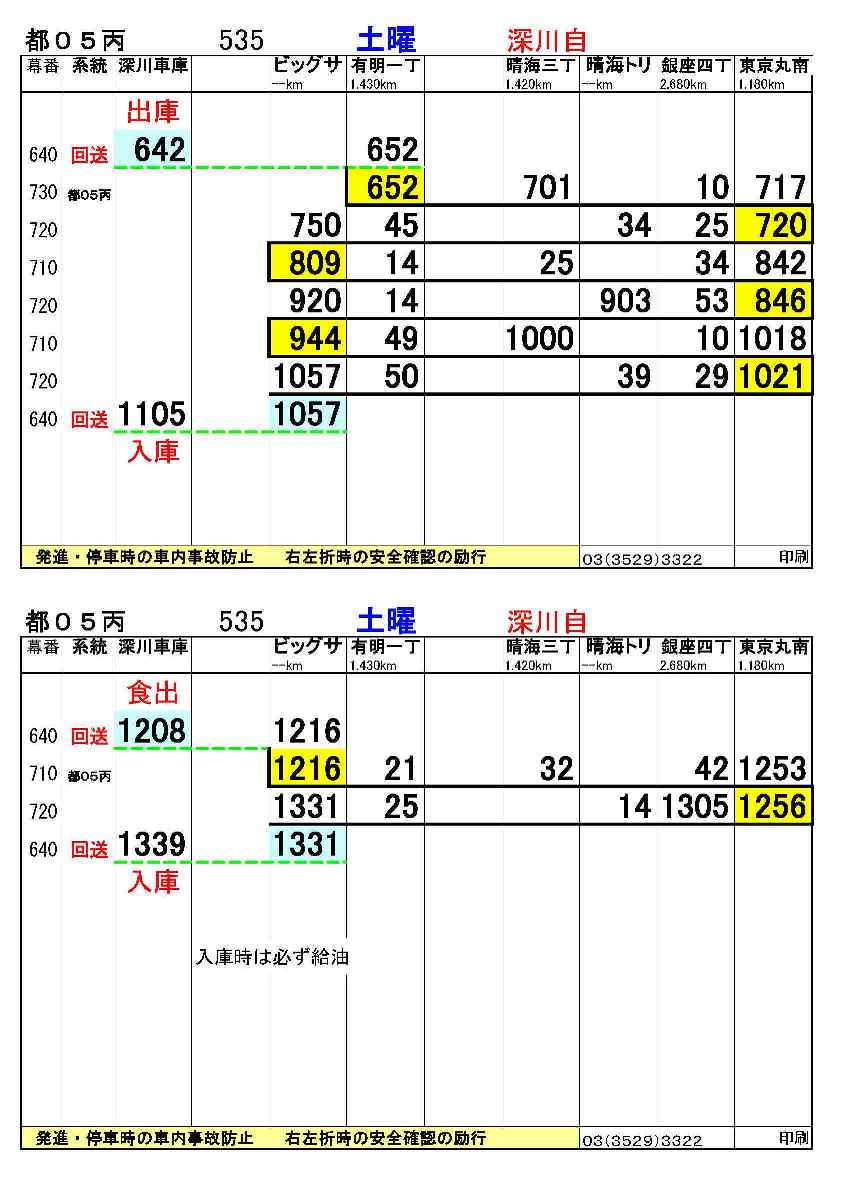 都０５丙 535 土曜 深川自
幕番 系統 深川車庫 ビッグサ 有明一丁 晴海三丁 晴海トリ 銀座四丁 東京丸南
--km 1.430km 1.420km --km 2.680km 1.180km
出庫
640 回送 642 652
730 都05丙 652 701 10 717
720 750 45 34 25 720
710 809 14 25 34 842
720 920 14 903 53 846
710 944 49 1000 10 1018
720 1057 50 39 29 1021
640 回送 1105 1057
入庫
発進・停車時の車内事故防止 右左折時の安全確認の励行 03(3529)3322 印刷
都０５丙 535 土曜 深川自
幕番 系統 深川車庫 ビッグサ 有明一丁 晴海三丁 晴海トリ 銀座四丁 東京丸南
--km 1.430km 1.420km --km 2.680km 1.180km
食出
640 回送 1208 1216
710 都05丙 1216 21 32 42 1253
720 1331 25 14 1305 1256
640 回送 1339 1331
入庫
入庫時は必ず給油
発進・停車時の車内事故防止 右左折時の安全確認の励行 03(3529)3322 印刷